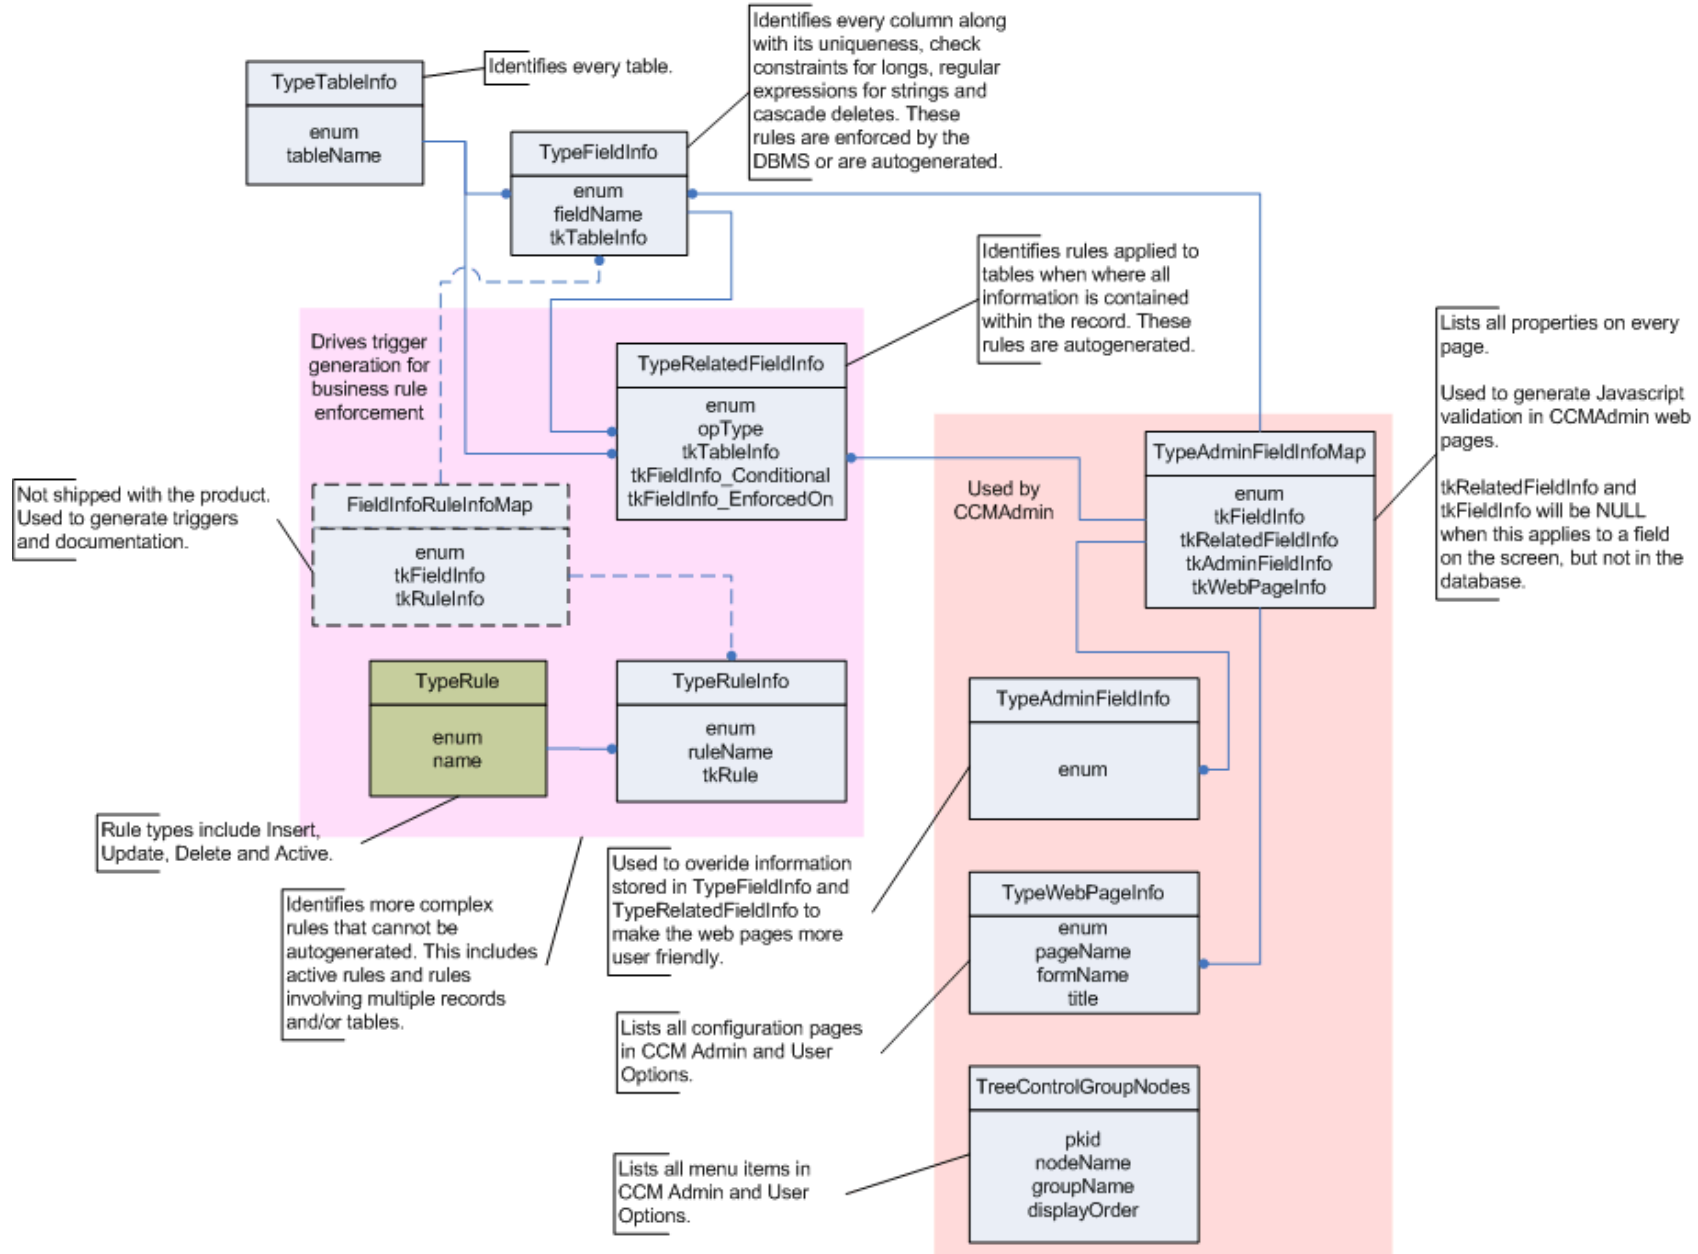 Identifies every column along
with its uniqueness, check
constraints for longs, regular
expressions for strings and
cascade deletes. These
rules are enforced by the
DBMS or are autogenerated.
Identifies every table.
TypeTableInfo
enum
tableName
TypeFieldInfo
enum
fieldName
tkTableInfo
Identifies rules applied to
tables when where all
information is contained
within the record. These
rules are autogenerated.
Drives trigger
generation for
business rule
enforcement
TypeRelatedFieldInfo
enum
opType
tkTableInfo
tkFieldInfo_Conditional
tkFieldInfo_EnforcedOn
Lists all properties on every
page.
Used to generate Javascript
validation in CCMAdmin web
pages.
tkRelatedFieldInfo and
tkFieldInfo will be NULL
when this applies to a field
on the screen, but not in the
database.
Used by
CCMAdmin
TypeAdminFieldInfoMap
enum
tkFieldInfo
tkRelatedFieldInfo
tkAdminFieldInfo
tkWebPageInfo
Not shipped with the product.
Used to generate triggers
and documentation.
FieldInfoRuleInfoMap
enum
tkFieldInfo
tkRuleInfo
TypeRule
enum
name
TypeRuleInfo
enum
ruleName
tkRule
TypeAdminFieldInfo
enum
Rule types include Insert,
Update, Delete and Active.
Identifies more complex
rules that cannot be
autogenerated. This includes
active rules and rules
involving multiple records
and/or tables.
Used to overide information
stored in TypeFieldInfo and
TypeRelatedFieldInfo to
make the web pages more
user friendly.
TypeWebPageInfo
enum
pageName
formName
title
Lists all configuration pages
in CCM Admin and User
Options.
TreeControlGroupNodes
pkid
nodeName
groupName
displayOrder
Lists all menu items in
CCM Admin and User
Options.